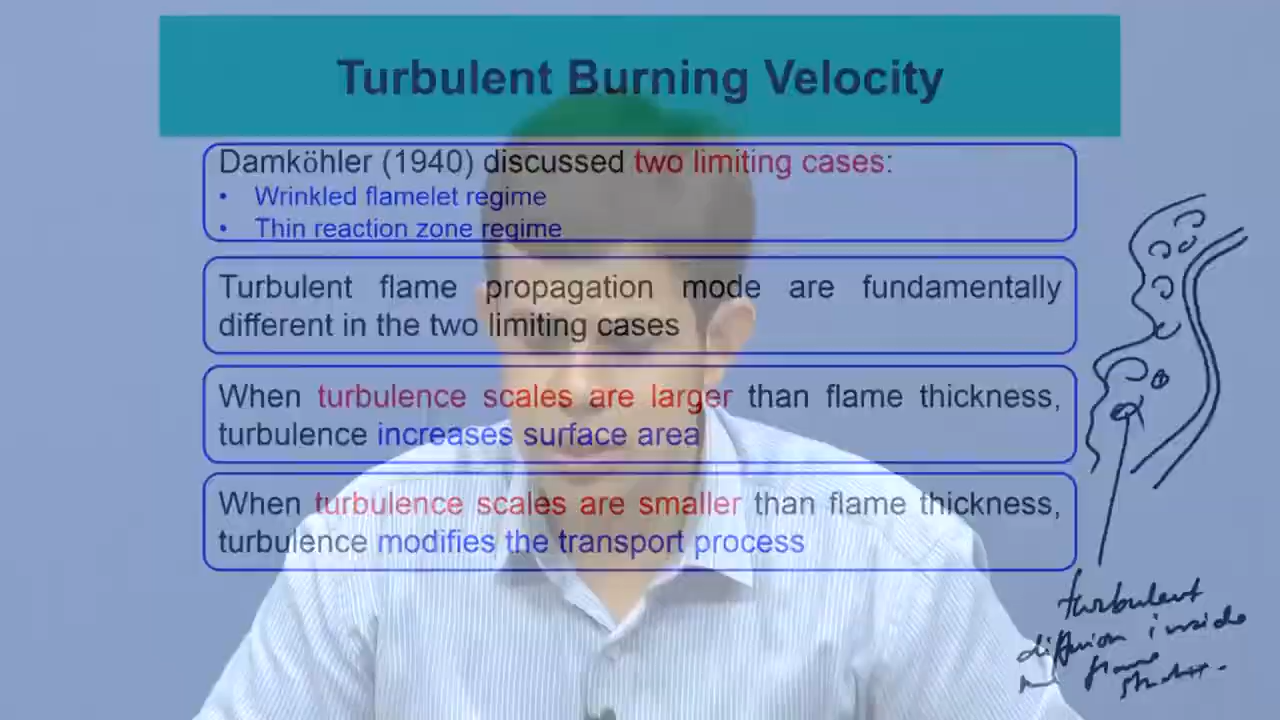 Turbulent Burning Velocity
Damköhler (1940) discussed two limiting cases:
• Wrinkled flamelet regime
• Thin reaction zone regime
Turbulent flame propagation mode are fundamentally
different in the two limiting cases
When turbulence scales are larger than flame thickness,
turbulence increases surface area
When turbulence scales are smaller than flame thickness,
turbulence modifies the transport process
turbulent
diffusion inside
flame